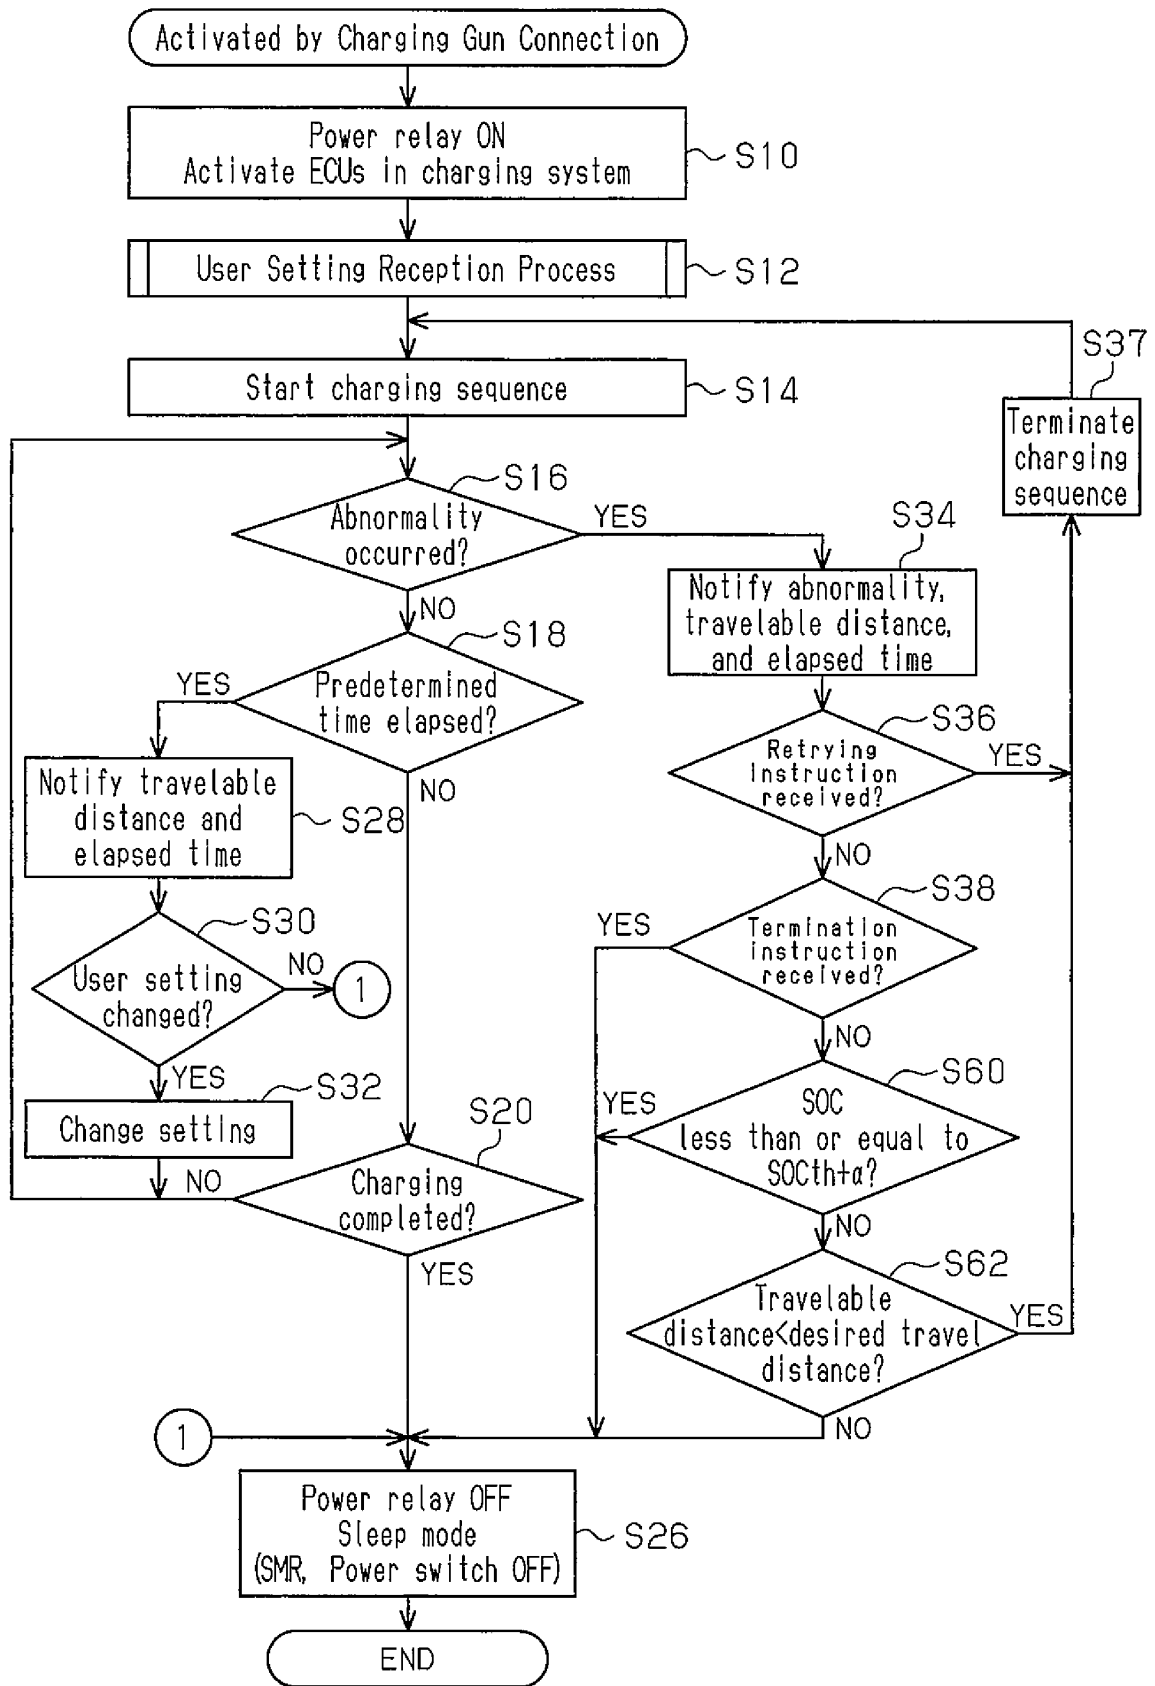 Activated by Charging Gun Connection
Power relay ON
Activate ECUs in charging system
S10
User Setting Reception Process
S12
Start charging sequence
S14
S37
Terminate
charging
sequence
S16
Abnormality
occurred?
YES
NO
S34
Notify abnormality,
travelable distance,
and elapsed time
S18
Predetermined
time elapsed?
YES
NO
S36
Retrying
instruction
received?
YES
NO
Notify travelable
distance and
elapsed time
S28
S38
Termination
instruction
received?
YES
NO
S30
User setting
changed?
NO
1
YES
S32
Change setting
S60
SOC
less than or equal to
SOCth+α?
YES
NO
S20
Charging
completed?
NO
YES
S62
Travelable
distance<desired travel
distance?
YES
NO
1
Power relay OFF
Sleep mode
(SMR, Power switch OFF)
S26
END